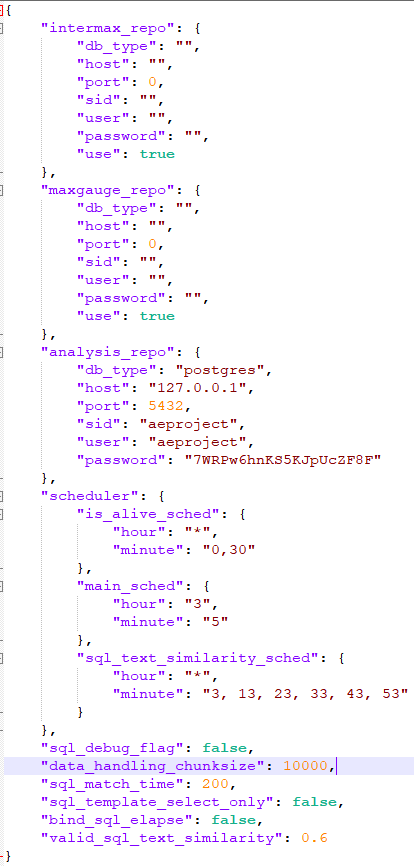 {
    "intermax_repo": {
        "db_type": "",
        "host": "",
        "port": 0,
        "sid": "",
        "user": "",
        "password": "",
        "use": true
    },
    "maxgauge_repo": {
        "db_type": "",
        "host": "",
        "port": 0,
        "sid": "",
        "user": "",
        "password": "",
        "use": true
    },
    "analysis_repo": {
        "db_type": "postgres",
        "host": "127.0.0.1",
        "port": 5432,
        "sid": "aeproject",
        "user": "aeproject",
        "password": "7WRPw6hnKS5KJpUcZF8F"
    },
    "scheduler": {
        "is_alive_sched": {
            "hour": "*",
            "minute": "0,30"
        },
        "main_sched": {
            "hour": "3",
            "minute": "5"
        },
        "sql_text_similarity_sched": {
            "hour": "*",
            "minute": "3, 13, 23, 33, 43, 53"
        }
    },
    "sql_debug_flag": false,
    "data_handling_chunksize": 10000,
    "sql_match_time": 200,
    "sql_template_select_only": false,
    "bind_sql_elapse": false,
    "valid_sql_text_similarity": 0.6
}